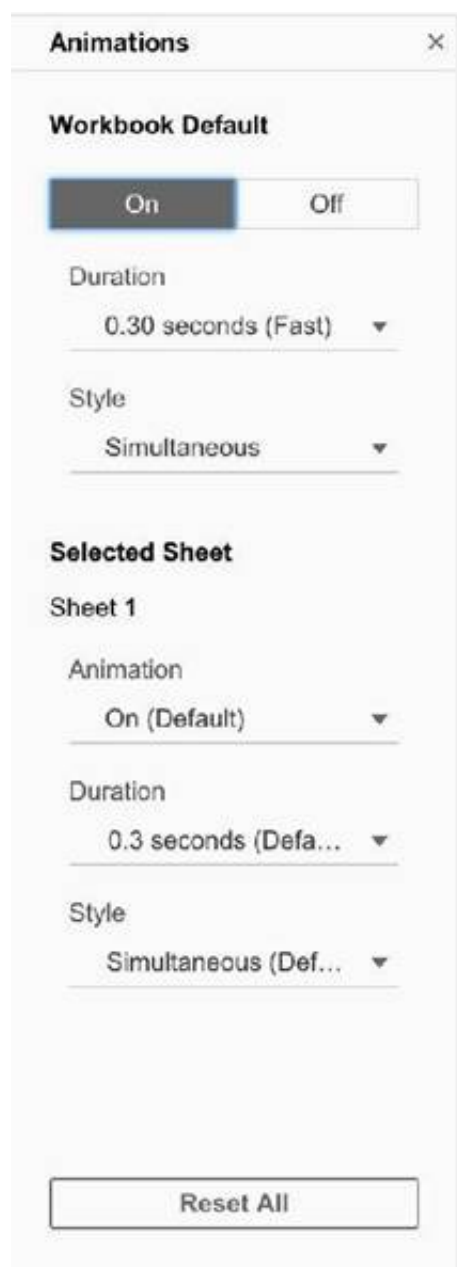 Animations ×
Workbook Default
On Off
Duration
0.30 seconds (Fast)
Style
Simultaneous
Selected Sheet
Sheet 1
Animation
On (Default)
Duration
0.3 seconds (Defa...
Style
Simultaneous (Def...
Reset All